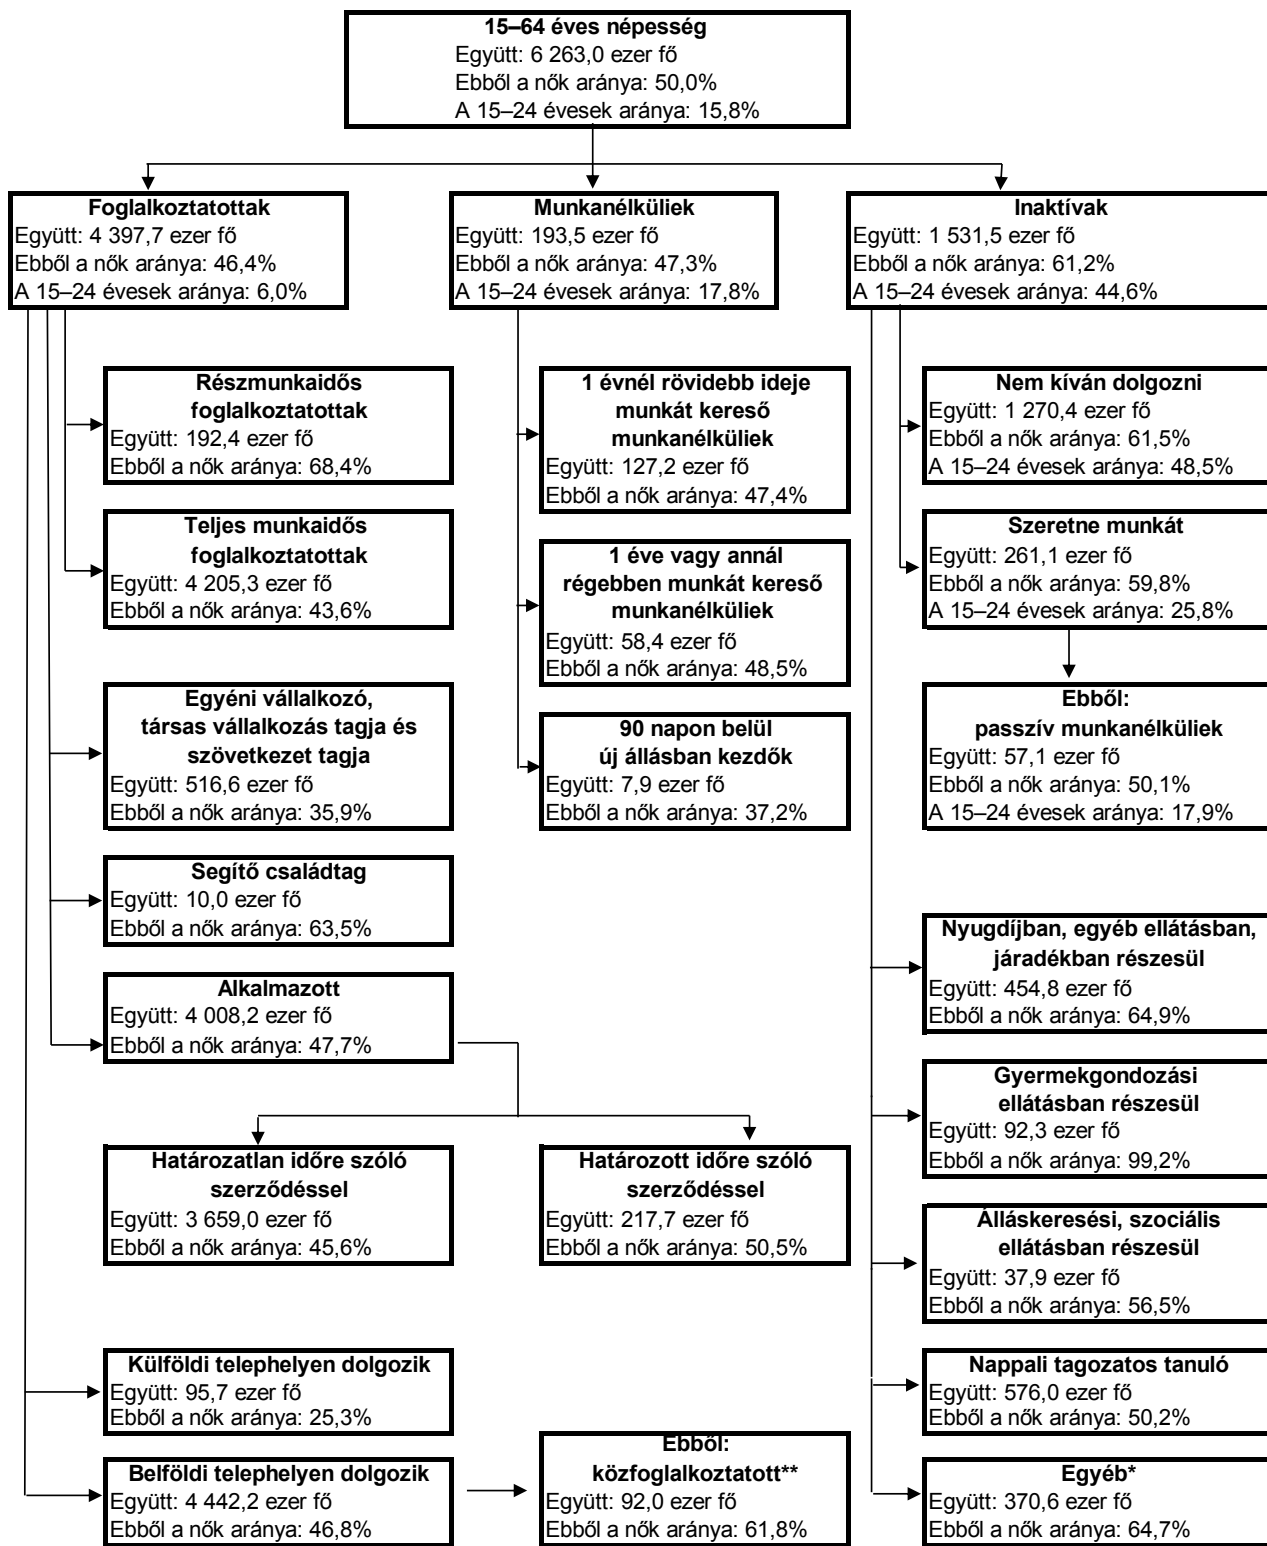 15–64 éves népesség
Együtt: 6 263,0 ezer fő
Ebből a nők aránya: 50,0%
A 15–24 évesek aránya: 15,8%
Foglalkoztatottak
Együtt: 4 397,7 ezer fő
Ebből a nők aránya: 46,4%
A 15–24 évesek aránya: 6,0%
Munkanélküliek
Együtt: 193,5 ezer fő
Ebből a nők aránya: 47,3%
A 15–24 évesek aránya: 17,8%
Inaktívak
Együtt: 1 531,5 ezer fő
Ebből a nők aránya: 61,2%
A 15–24 évesek aránya: 44,6%
Részmunkaidős
foglalkoztatottak
Együtt: 192,4 ezer fő
Ebből a nők aránya: 68,4%
Teljes munkaidős
foglalkoztatottak
Együtt: 4 205,3 ezer fő
Ebből a nők aránya: 43,6%
Egyéni vállalkozó,
társas vállalkozás tagja és
szövetkezet tagja
Együtt: 516,6 ezer fő
Ebből a nők aránya: 35,9%
Segítő családtag
Együtt: 10,0 ezer fő
Ebből a nők aránya: 63,5%
Alkalmazott
Együtt: 4 008,2 ezer fő
Ebből a nők aránya: 47,7%
Határozatlan időre szóló
szerződéssel
Együtt: 3 659,0 ezer fő
Ebből a nők aránya: 45,6%
Határozott időre szóló
szerződéssel
Együtt: 217,7 ezer fő
Ebből a nők aránya: 50,5%
Külföldi telephelyen dolgozik
Együtt: 95,7 ezer fő
Ebből a nők aránya: 25,3%
Belföldi telephelyen dolgozik
Együtt: 4 442,2 ezer fő
Ebből a nők aránya: 46,8%
Ebből:
közfoglalkoztatott**
Együtt: 92,0 ezer fő
Ebből a nők aránya: 61,8%
1 évnél rövidebb ideje
munkát kereső
munkanélküliek
Együtt: 127,2 ezer fő
Ebből a nők aránya: 47,4%
1 éve vagy annál
régebben munkát kereső
munkanélküliek
Együtt: 58,4 ezer fő
Ebből a nők aránya: 48,5%
90 napon belül
új állásban kezdők
Együtt: 7,9 ezer fő
Ebből a nők aránya: 37,2%
Nem kíván dolgozni
Együtt: 1 270,4 ezer fő
Ebből a nők aránya: 61,5%
A 15–24 évesek aránya: 48,5%
Szeretne munkát
Együtt: 261,1 ezer fő
Ebből a nők aránya: 59,8%
A 15–24 évesek aránya: 25,8%
Ebből:
passzív munkanélküliek
Együtt: 57,1 ezer fő
Ebből a nők aránya: 50,1%
A 15–24 évesek aránya: 17,9%
Nyugdíjban, egyéb ellátásban,
járadékban részesül
Együtt: 454,8 ezer fő
Ebből a nők aránya: 64,9%
Gyermekgondozási
ellátásban részesül
Együtt: 92,3 ezer fő
Ebből a nők aránya: 99,2%
Álláskeresési, szociális
ellátásban részesül
Együtt: 37,9 ezer fő
Ebből a nők aránya: 56,5%
Nappali tagozatos tanuló
Együtt: 576,0 ezer fő
Ebből a nők aránya: 50,2%
Egyéb*
Együtt: 370,6 ezer fő
Ebből a nők aránya: 64,7%